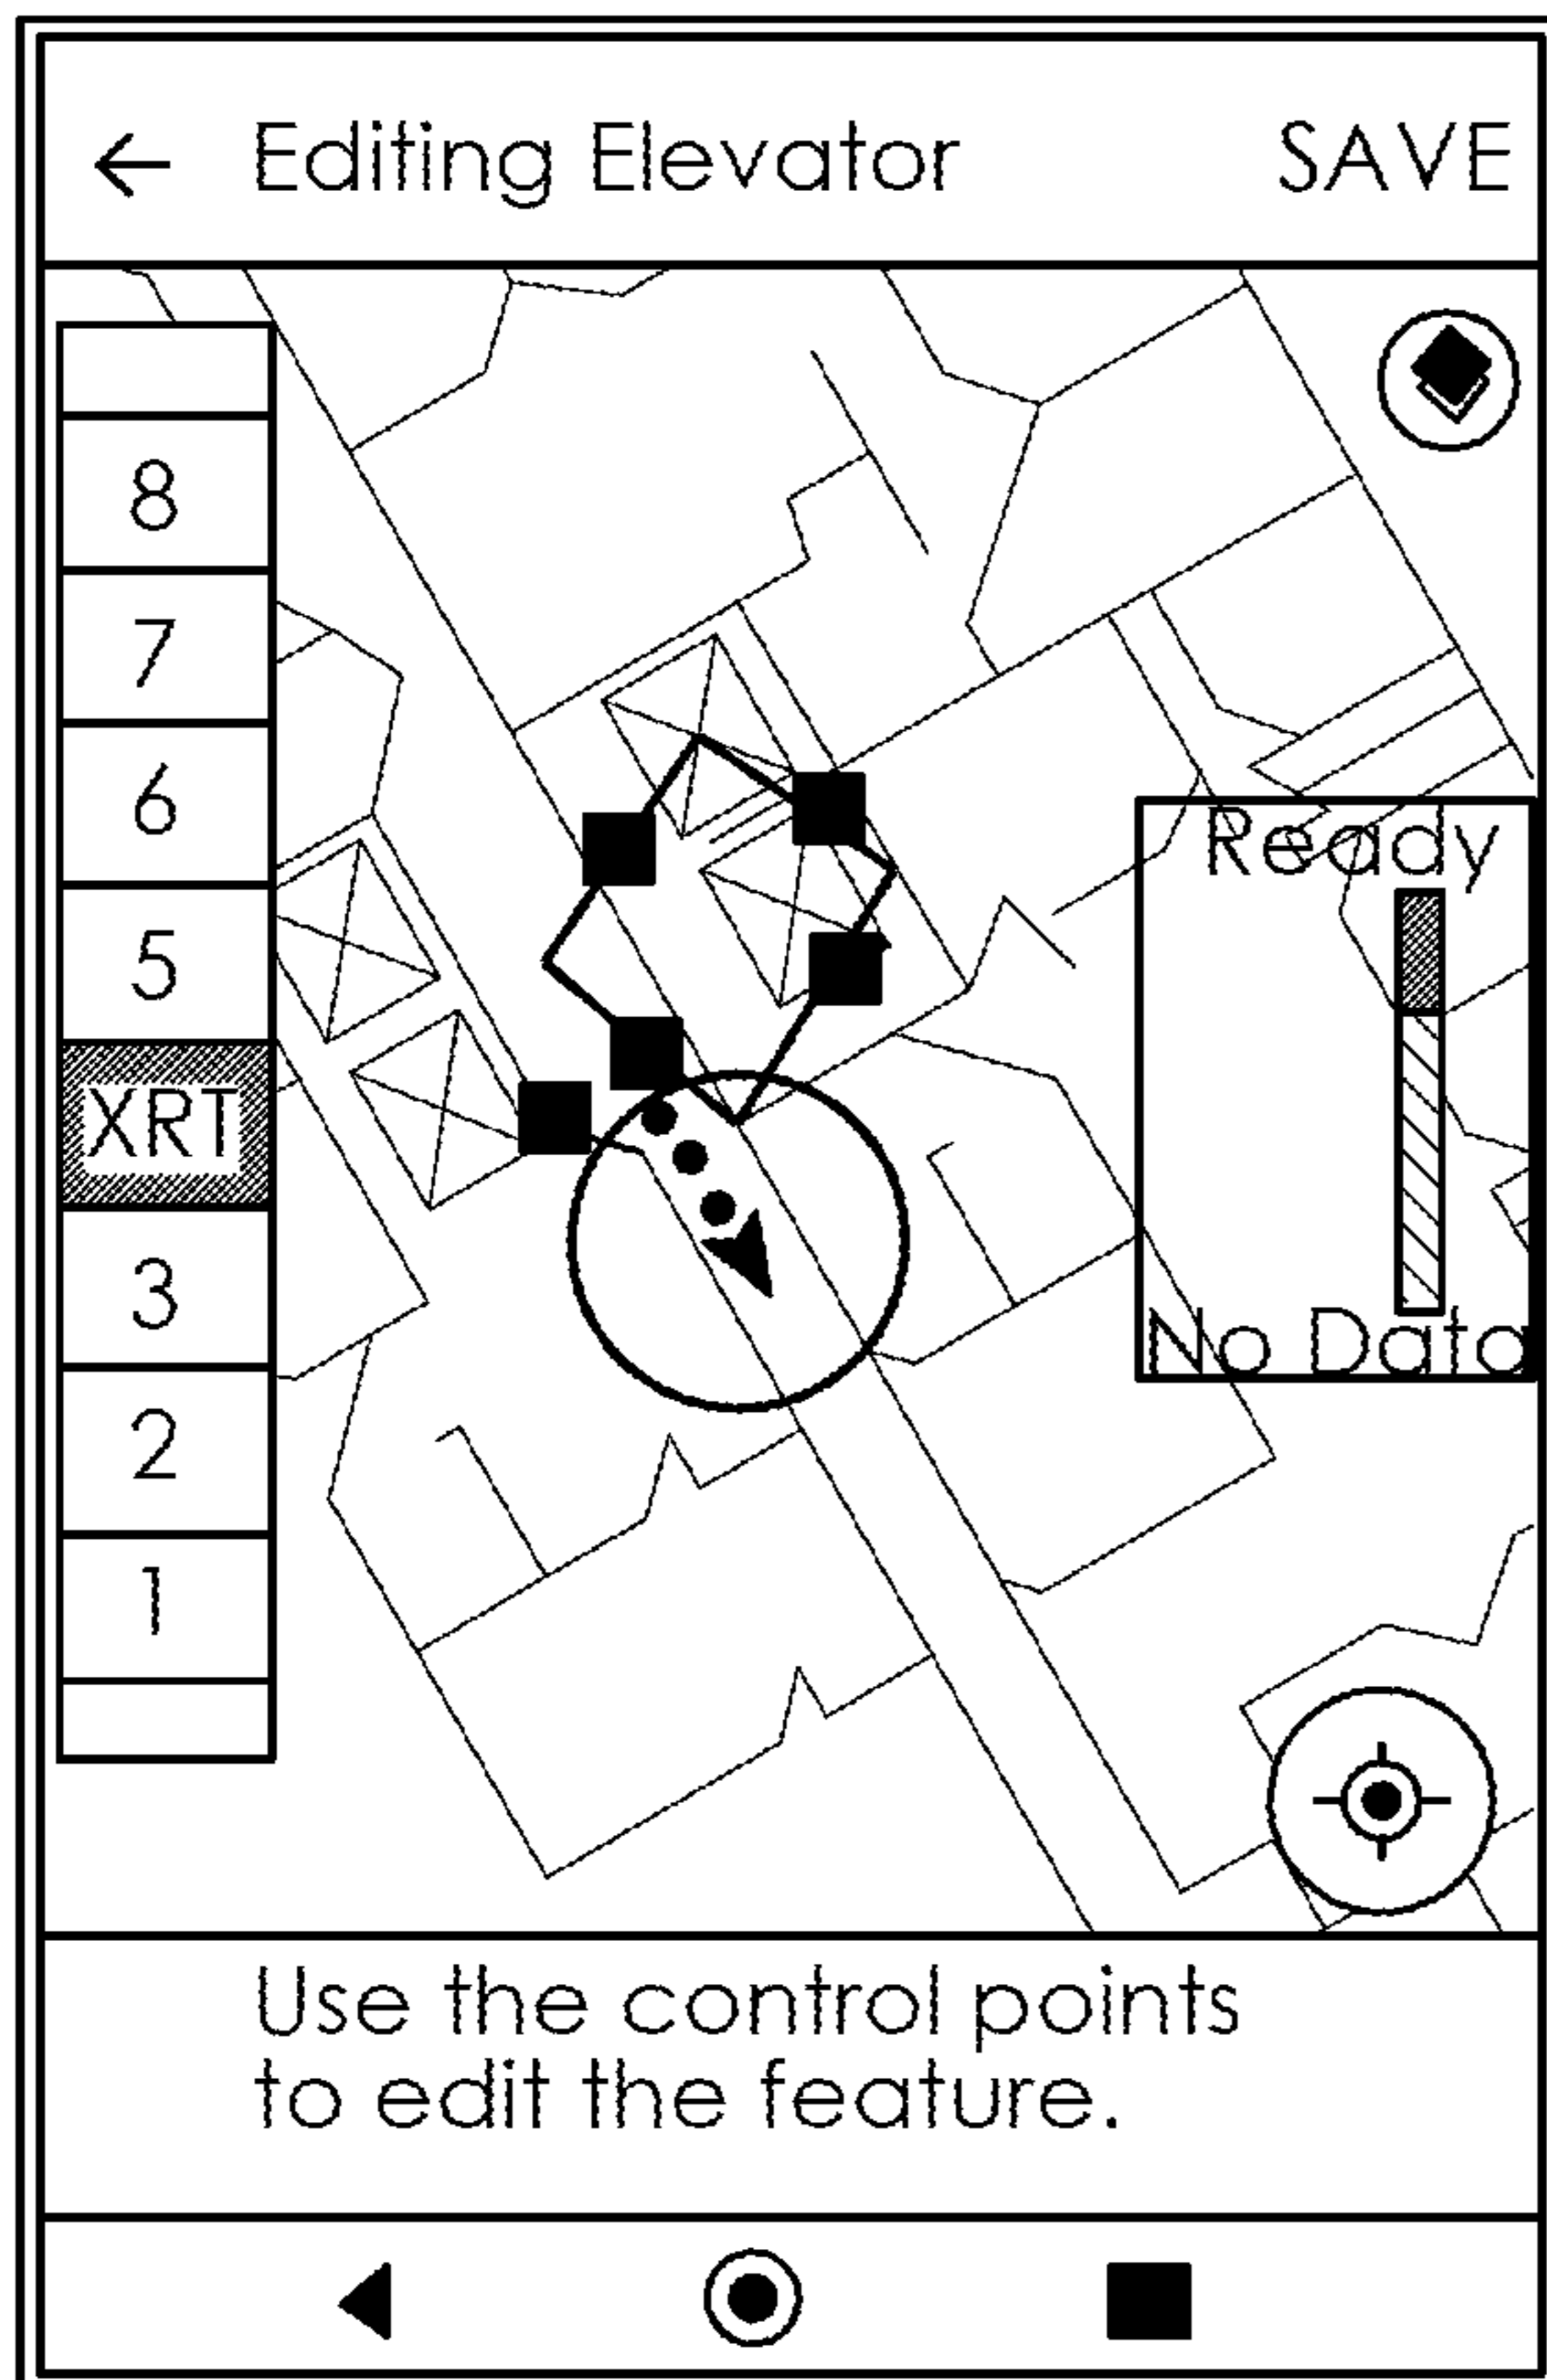 Editing Elevator SAVE
8
7
6
5
XRT
3
2
1
Ready
No Data
Use the control points
to edit the feature.